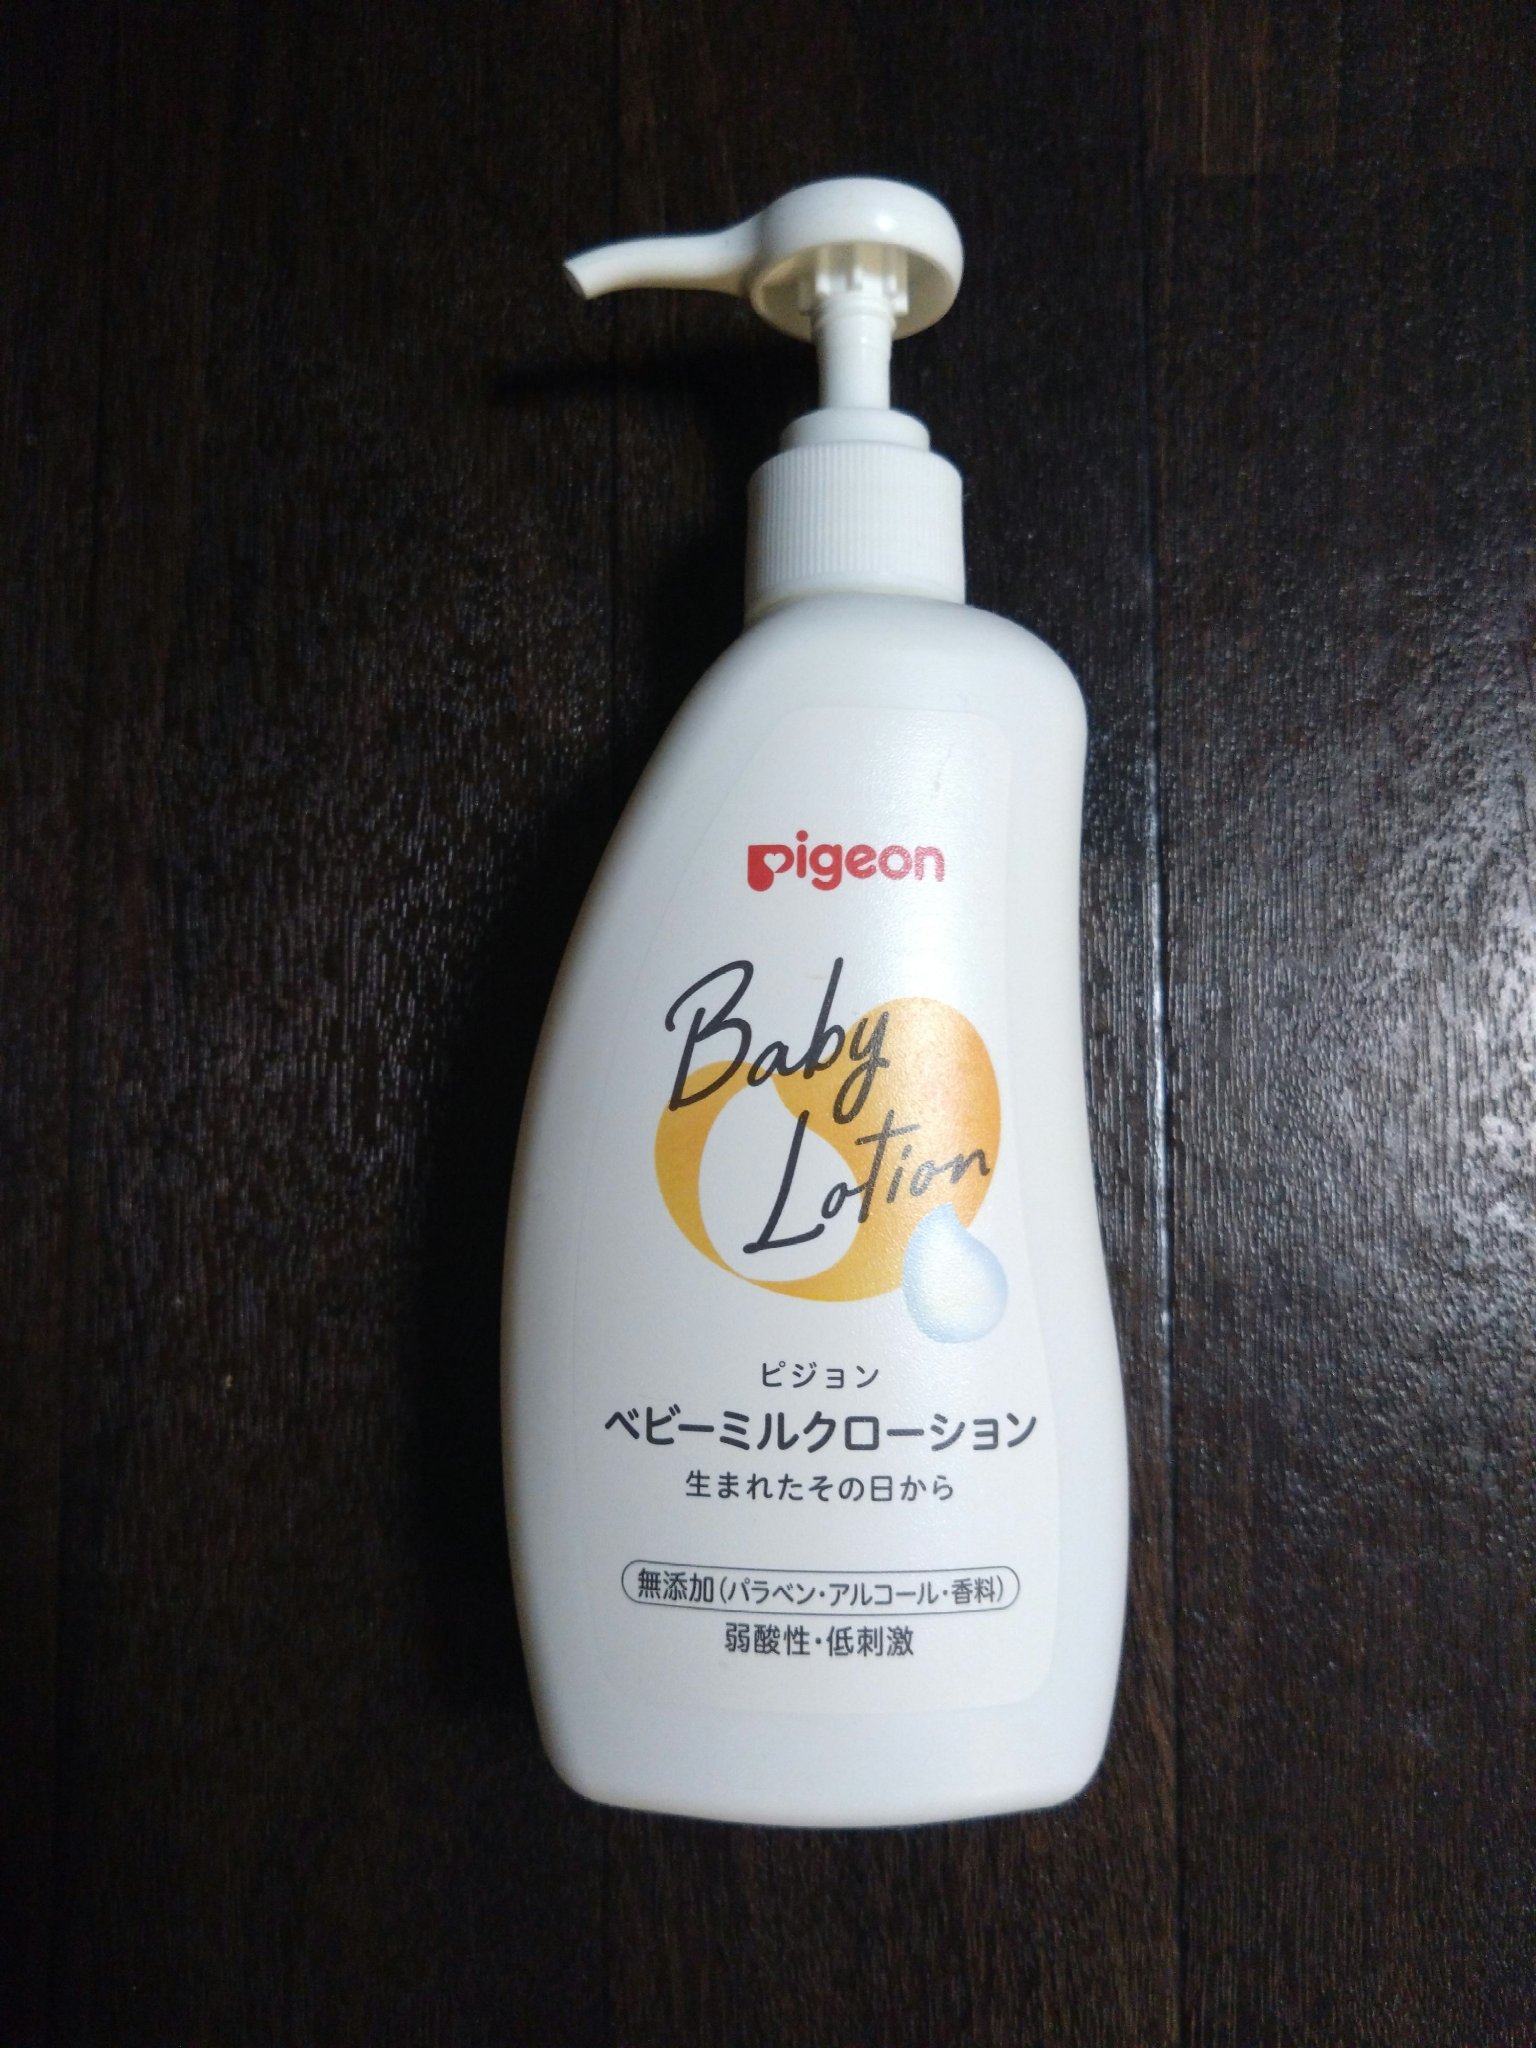 pigeon
Baby
Lotion
ピジョン
ベビーミルクローション
生まれたその日から
無添加(パラベン・アルコール・香料)
弱酸性・低刺激